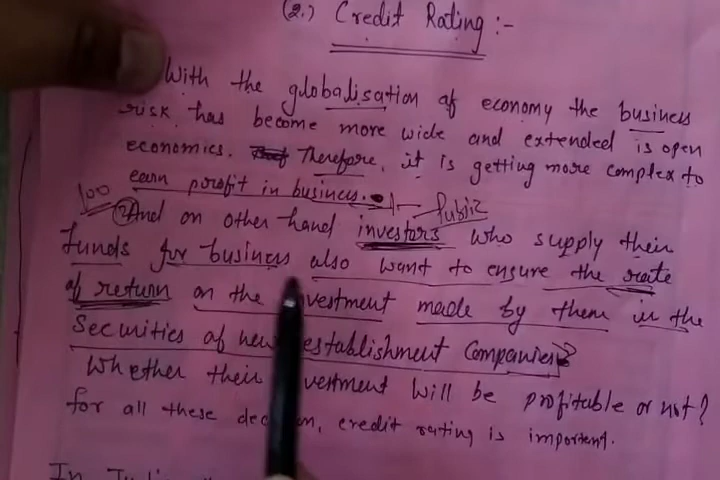 (2.) Credit Rating :-
With the globalisation of economy the business
risk has become more wide and extended is open
economics. Therefore, it is getting more complex to
earn profit in business.
100
Public
② And on other hand investors who supply their
funds for business also want to ensure the rate
of return on the investment made by them in the
Securities of new establishment Companies?
Whether their investment will be profitable or not?
for all these decision, credit rating is important.